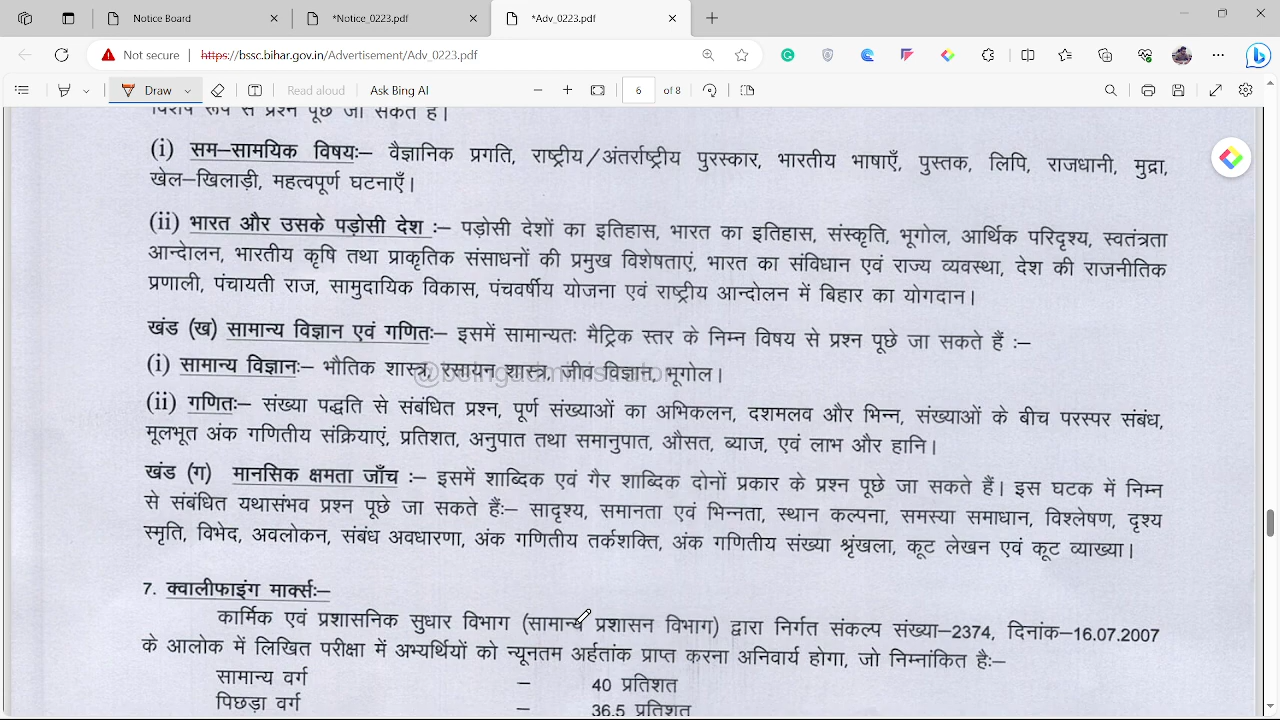 Notice Board
*Notice_0223.pdf
*Adv_0223.pdf
Not secure https://bssc.bihar.gov.in/Advertisement/Adv_0223.pdf
Draw Read aloud Ask Bing AI 6 of 8
विशेष रूप से प्रश्न पूछे जा सकते हैं।
(i) सम–सामयिक विषयः– वैज्ञानिक प्रगति, राष्ट्रीय/अंतर्राष्ट्रीय पुरस्कार, भारतीय भाषाएँ, पुस्तक, लिपि, राजधानी, मुद्रा,
खेल–खिलाड़ी, महत्वपूर्ण घटनाएँ।
(ii) भारत और उसके पड़ोसी देश :– पड़ोसी देशों का इतिहास, भारत का इतिहास, संस्कृति, भूगोल, आर्थिक परिदृश्य, स्वतंत्रता
आन्दोलन, भारतीय कृषि तथा प्राकृतिक संसाधनों की प्रमुख विशेषताएं, भारत का संविधान एवं राज्य व्यवस्था, देश की राजनीतिक
प्रणाली, पंचायती राज, सामुदायिक विकास, पंचवर्षीय योजना एवं राष्ट्रीय आन्दोलन में बिहार का योगदान।
खंड (ख) सामान्य विज्ञान एवं गणितः– इसमें सामान्यतः मैट्रिक स्तर के निम्न विषय से प्रश्न पूछे जा सकते हैं :–
(i) सामान्य विज्ञानः– भौतिक शास्त्र, रसायन शास्त्र, जीव विज्ञान, भूगोल।
@beingadministrator
(ii) गणितः– संख्या पद्धति से संबंधित प्रश्न, पूर्ण संख्याओं का अभिकलन, दशमलव और भिन्न, संख्याओं के बीच परस्पर संबंध,
मूलभूत अंक गणितीय संक्रियाएं, प्रतिशत, अनुपात तथा समानुपात, औसत, ब्याज, एवं लाभ और हानि।
खंड (ग) मानसिक क्षमता जाँच :– इसमें शाब्दिक एवं गैर शाब्दिक दोनों प्रकार के प्रश्न पूछे जा सकते हैं। इस घटक में निम्न
से संबंधित यथासंभव प्रश्न पूछे जा सकते हैंः– सादृश्य, समानता एवं भिन्नता, स्थान कल्पना, समस्या समाधान, विश्लेषण, दृश्य
स्मृति, विभेद, अवलोकन, संबंध अवधारणा, अंक गणितीय तर्कशक्ति, अंक गणितीय संख्या श्रृंखला, कूट लेखन एवं कूट व्याख्या।
7. क्वालीफाइंग मार्क्सः–
कार्मिक एवं प्रशासनिक सुधार विभाग (सामान्य प्रशासन विभाग) द्वारा निर्गत संकल्प संख्या–2374, दिनांक–16.07.2007
के आलोक में लिखित परीक्षा में अभ्यर्थियों को न्यूनतम अर्हतांक प्राप्त करना अनिवार्य होगा, जो निम्नांकित हैः–
सामान्य वर्ग – 40 प्रतिशत
पिछड़ा वर्ग – 36.5 प्रतिशत